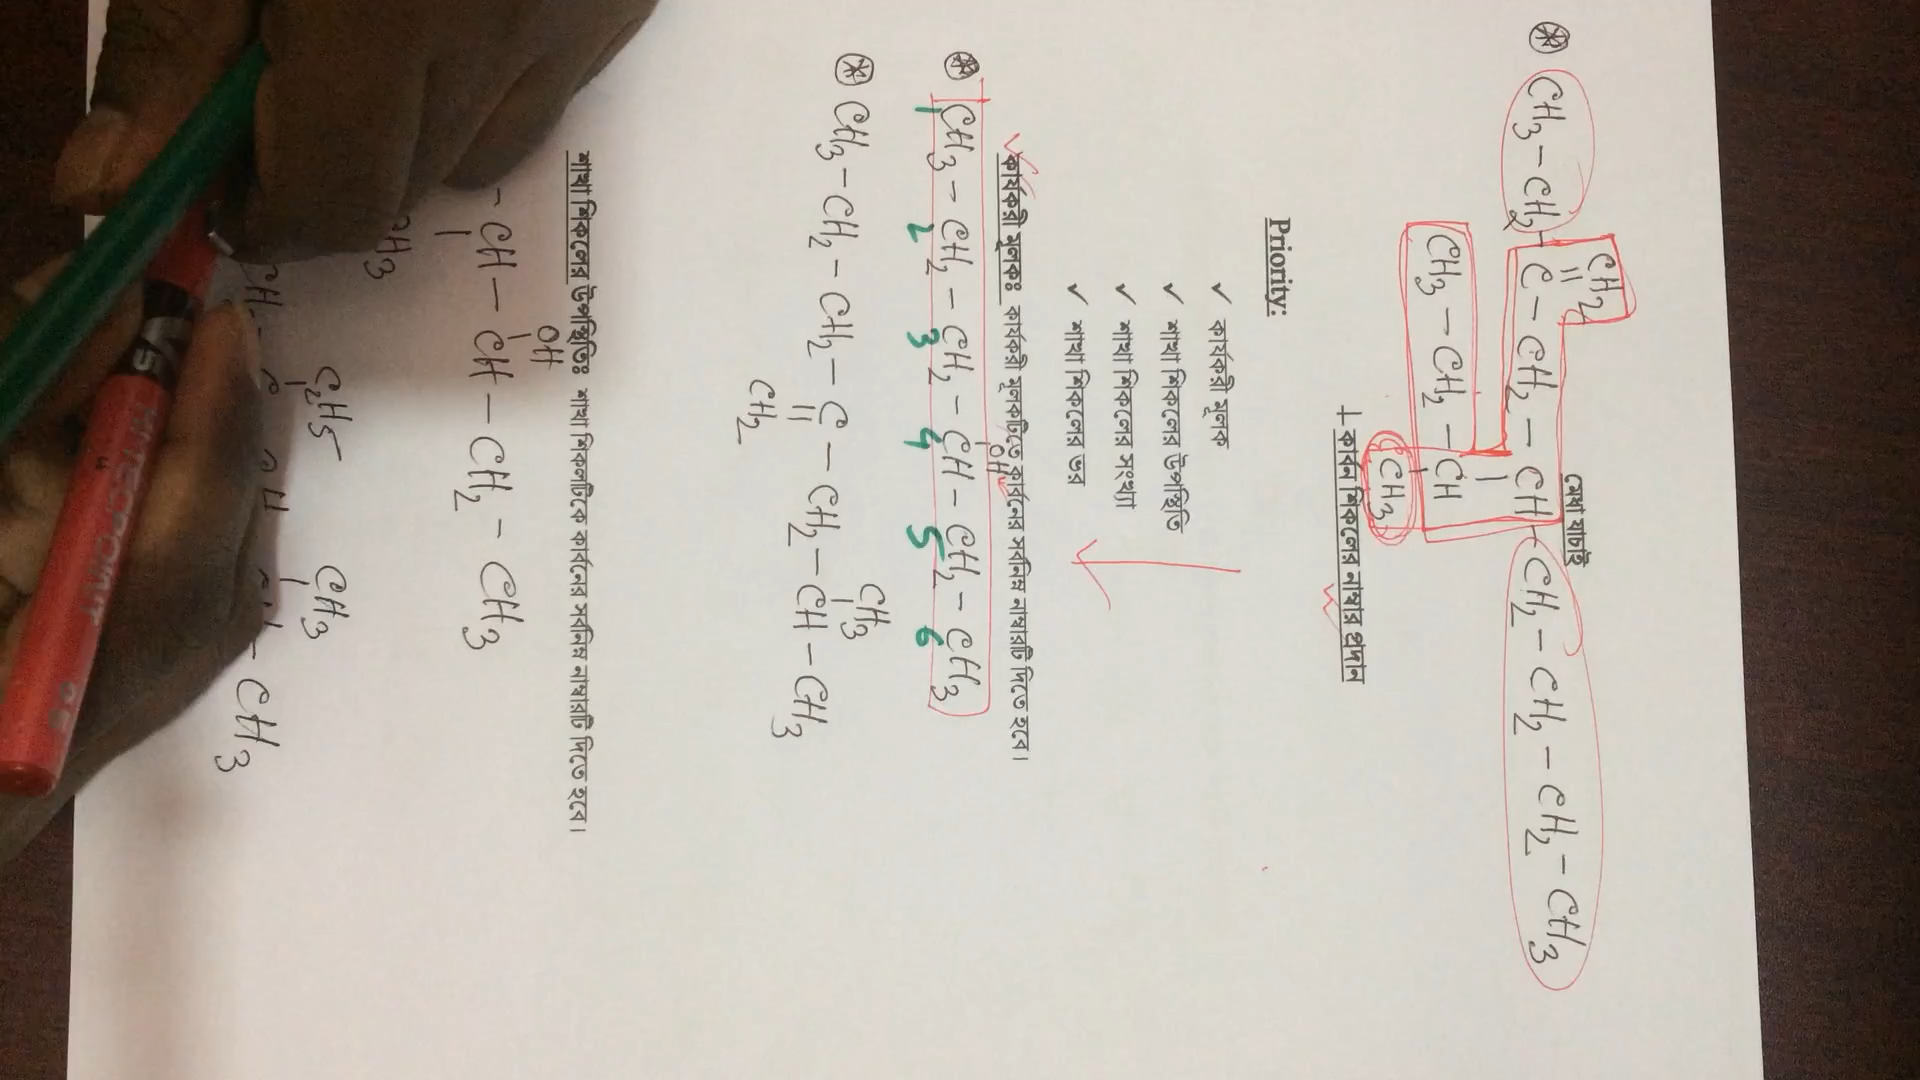 CH2
||
⊛ CH3 – CH2 – C – CH2 – CH – CH2 – CH2 – CH2 – CH3
|
CH3 – CH2 – CH
|
CH3
মেধা যাচাই
কার্বন শিকলের নাম্বার প্রদান
Priority:
✓ কার্যকরী মূলক
✓ শাখা শিকলের উপস্থিতি
✓ শাখা শিকলের সংখ্যা
✓ শাখা শিকলের ভর
কার্যকরী মূলকঃ কার্যকরী মূলকটিতে কার্বনের সর্বনিম্ন নাম্বারটি দিতে হবে।
OH
|
⊛ CH3 – CH2 – CH2 – CH – CH2 – CH3
1 2 3 4 5 6
CH3
|
⊛ CH3 – CH2 – CH2 – C – CH2 – CH – CH3
||
CH2
শাখা শিকলের উপস্থিতিঃ শাখা শিকলটিকে কার্বনের সর্বনিম্ন নাম্বারটি দিতে হবে।
OH
|
– CH – CH – CH2 – CH3
|
CH3
C2H5 CH3
– CH3